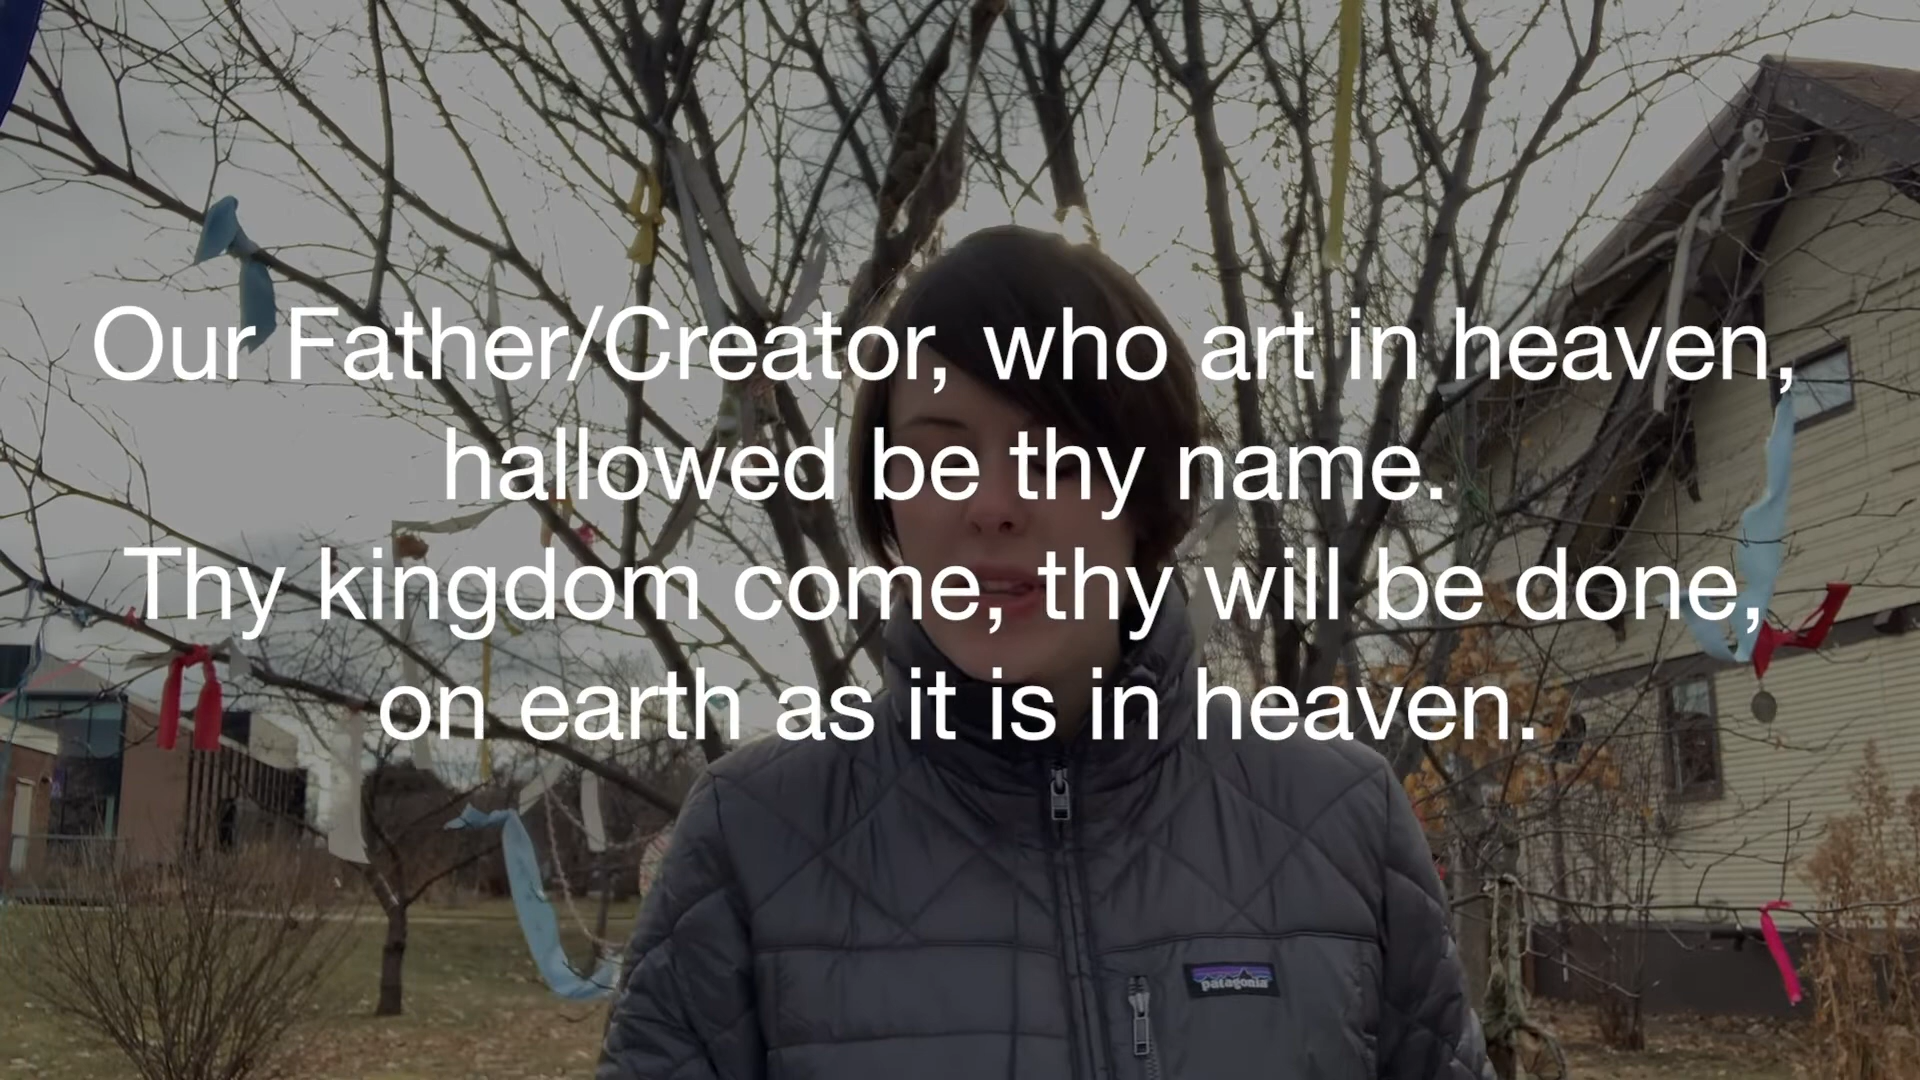 Our Father/Creator, who art in heaven,
hallowed be thy name.
Thy kingdom come, thy will be done,
on earth as it is in heaven.
patagonia